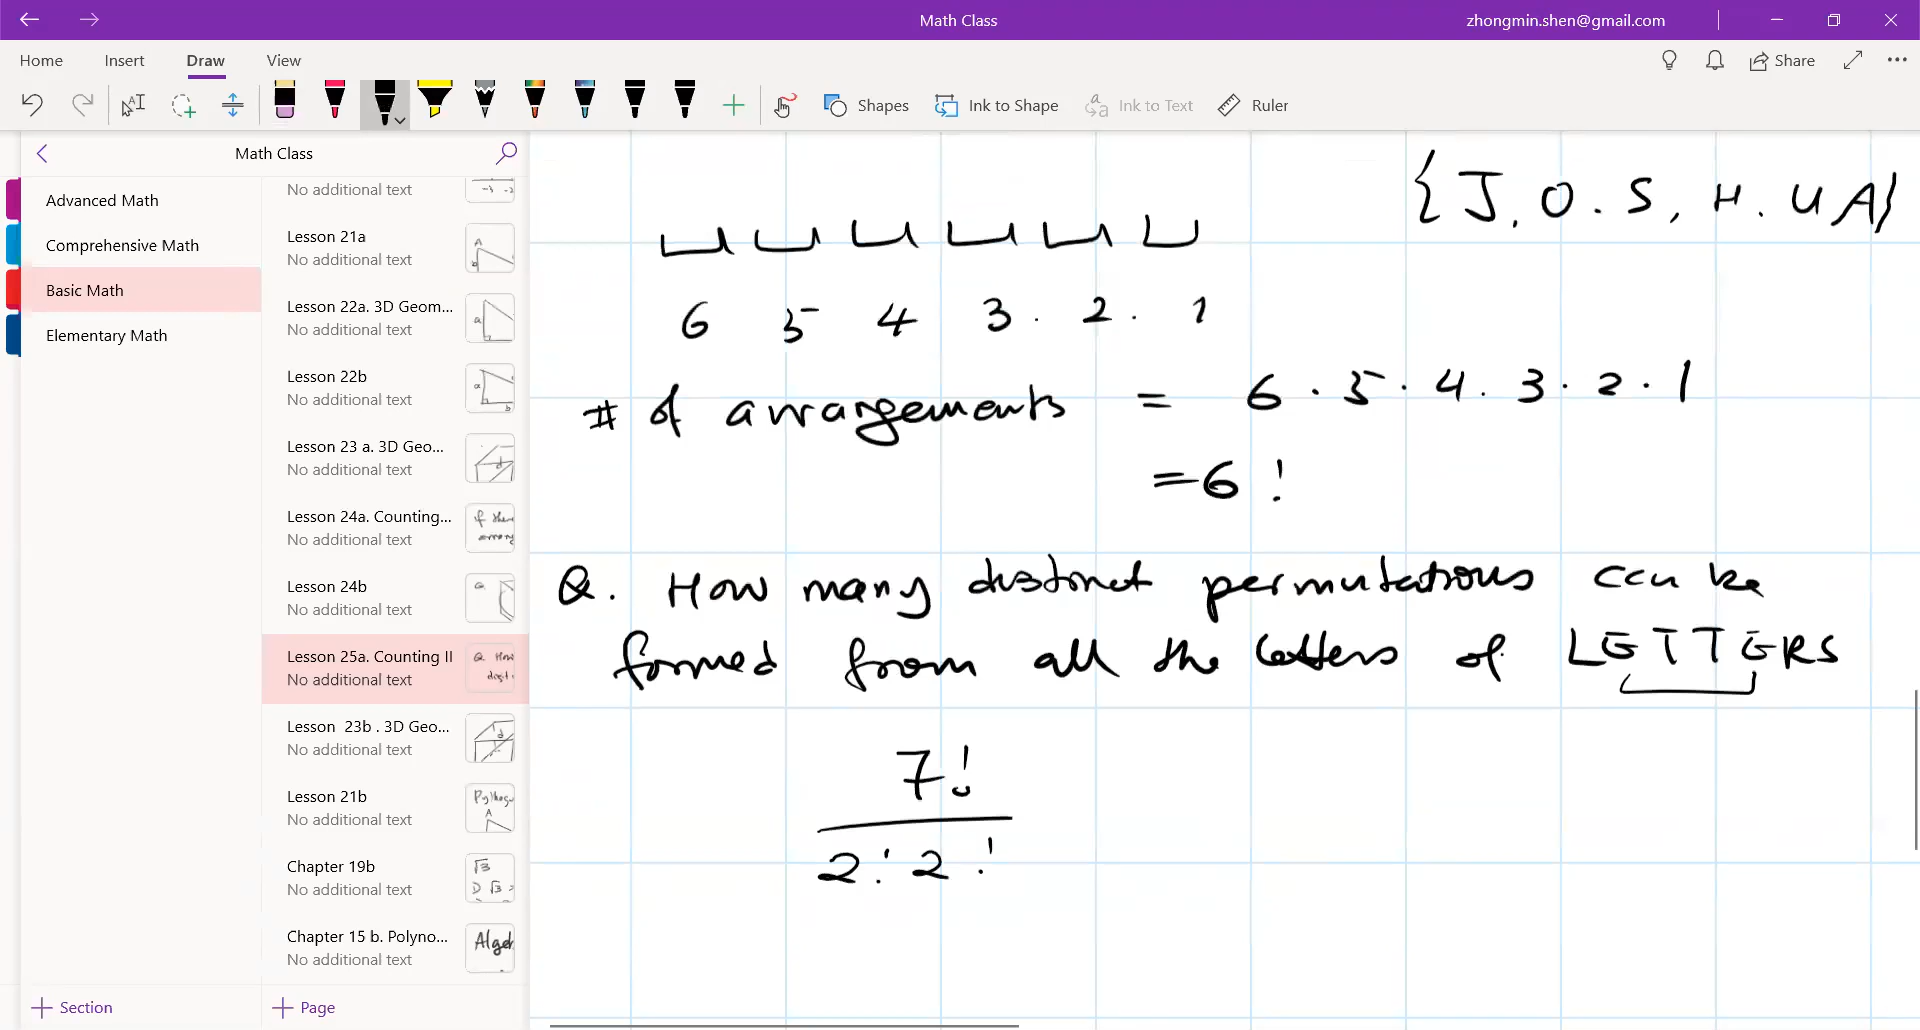 Math Class
zhongmin.shen@gmail.com
Home Insert Draw View
Share
Shapes Ink to Shape Ink to Text Ruler
Math Class
Advanced Math
Comprehensive Math
Basic Math
Elementary Math
No additional text
Lesson 21a
No additional text
Lesson 22a. 3D Geom...
No additional text
Lesson 22b
No additional text
Lesson 23 a. 3D Geo...
No additional text
Lesson 24a. Counting...
No additional text
Lesson 24b
No additional text
Lesson 25a. Counting II
No additional text
Lesson 23b . 3D Geo...
No additional text
Lesson 21b
No additional text
Chapter 19b
No additional text
Chapter 15 b. Polyno...
No additional text
Section
Page
{J, O. S, H. U A}
6 5 4 3 . 2 . 1
# of arrangements = 6 · 5 · 4 . 3 · 2 · 1
= 6 !
Q. How many distinct permutations can be
formed from all the letters of LETTERS
7!
2! 2!